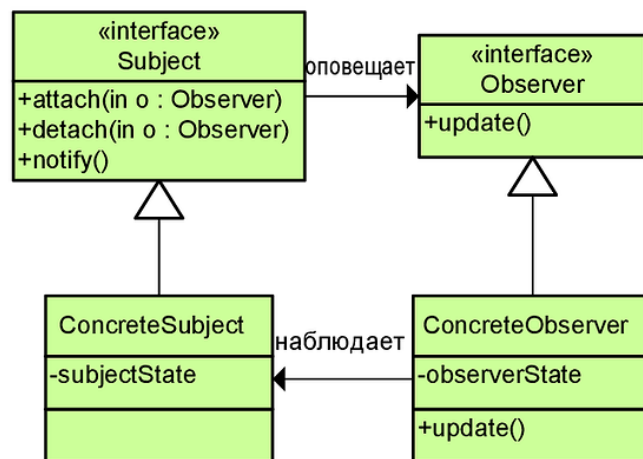 «interface»
Subject
+attach(in o : Observer)
+detach(in o : Observer)
+notify()
оповещает
«interface»
Observer
+update()
ConcreteSubject
-subjectState
наблюдает
ConcreteObserver
-observerState
+update()